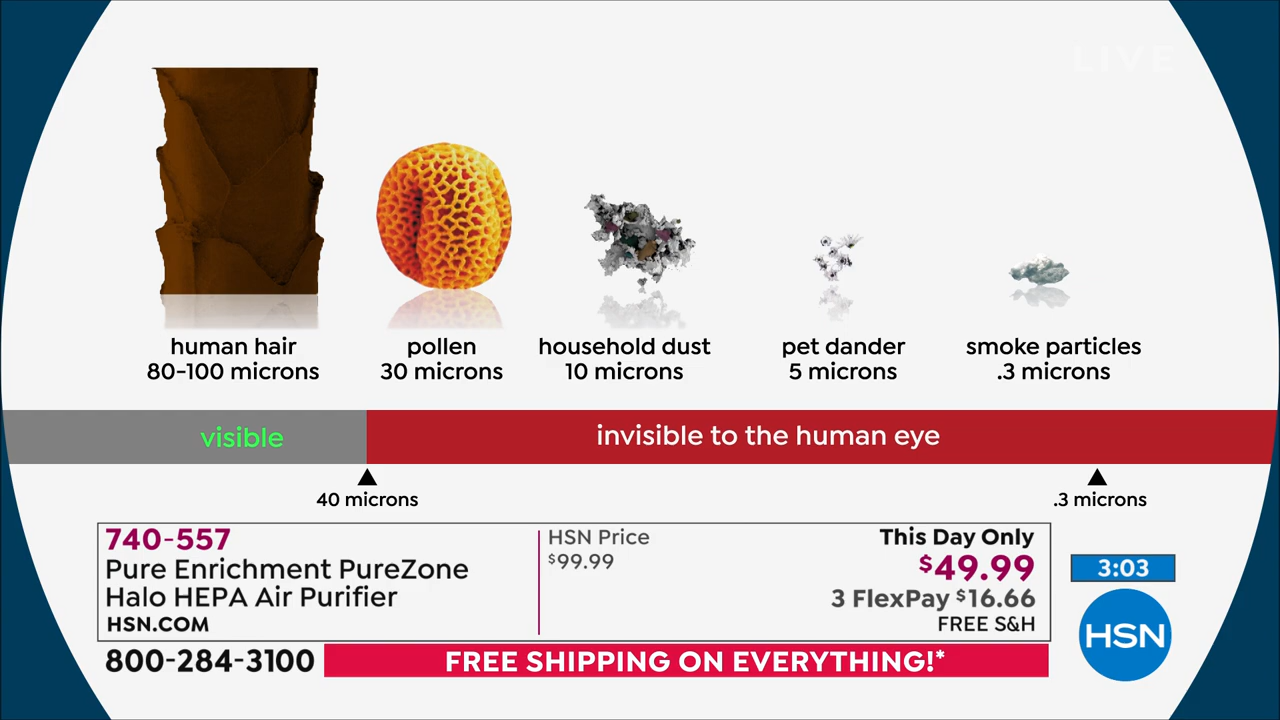 LIVE
human hair
80-100 microns
pollen
30 microns
household dust
10 microns
pet dander
5 microns
smoke particles
.3 microns
visible
invisible to the human eye
40 microns
.3 microns
740-557
Pure Enrichment PureZone
Halo HEPA Air Purifier
HSN.COM
HSN Price
$99.99
This Day Only
$49.99
3 FlexPay $16.66
FREE S&H
3:03
HSN
800-284-3100
FREE SHIPPING ON EVERYTHING!*